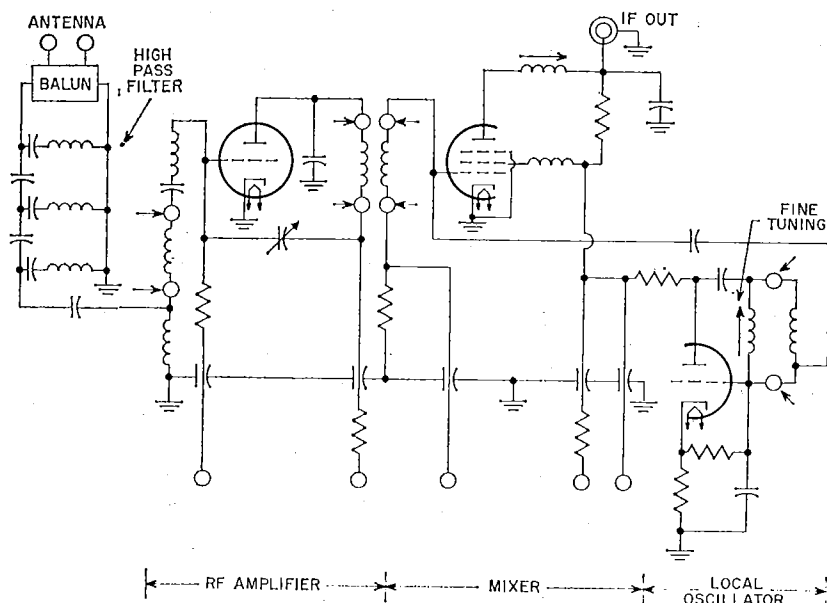 ANTENNA
BALUN
HIGH
PASS
FILTER
IF OUT
FINE
TUNING
RF AMPLIFIER
MIXER
LOCAL
OSCILLATOR